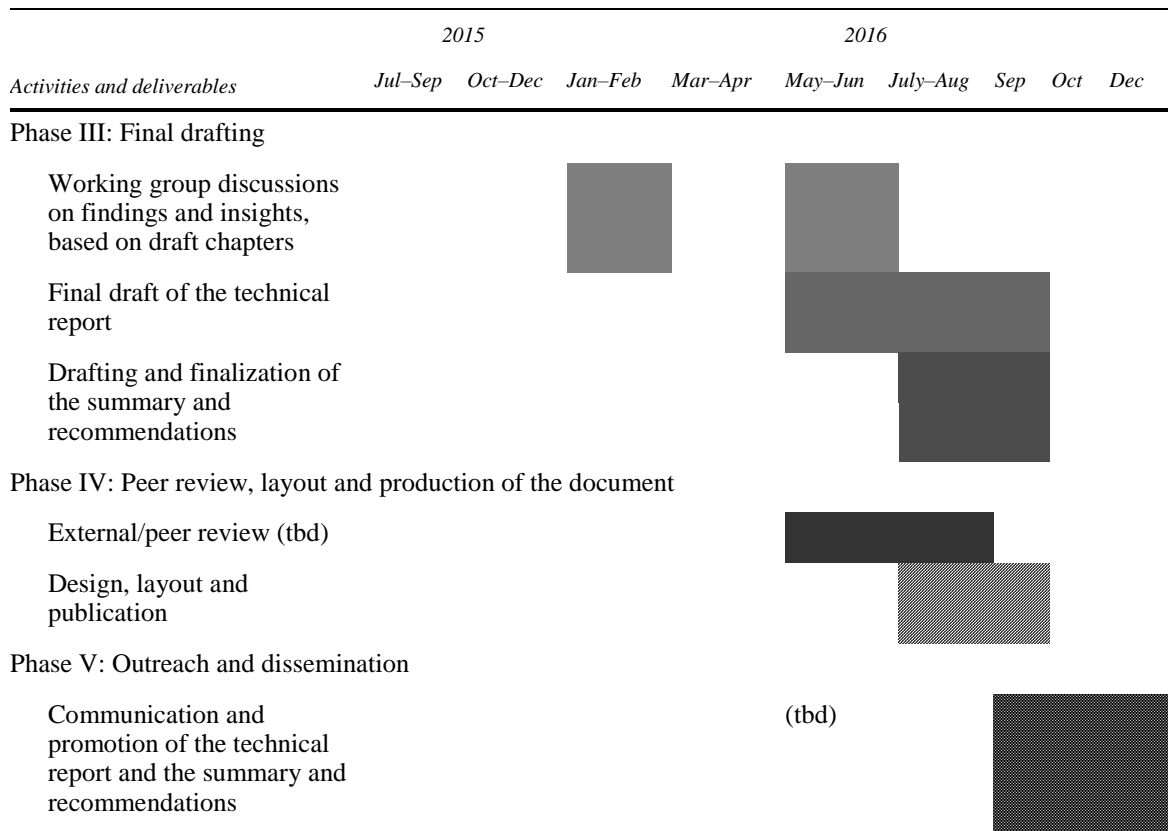 2015 2016
Activities and deliverables Jul–Sep Oct–Dec Jan–Feb Mar–Apr May–Jun July–Aug Sep Oct Dec
Phase III: Final drafting
Working group discussions
on findings and insights,
based on draft chapters
Final draft of the technical
report
Drafting and finalization of
the summary and
recommendations
Phase IV: Peer review, layout and production of the document
External/peer review (tbd)
Design, layout and
publication
Phase V: Outreach and dissemination
Communication and (tbd)
promotion of the technical
report and the summary and
recommendations